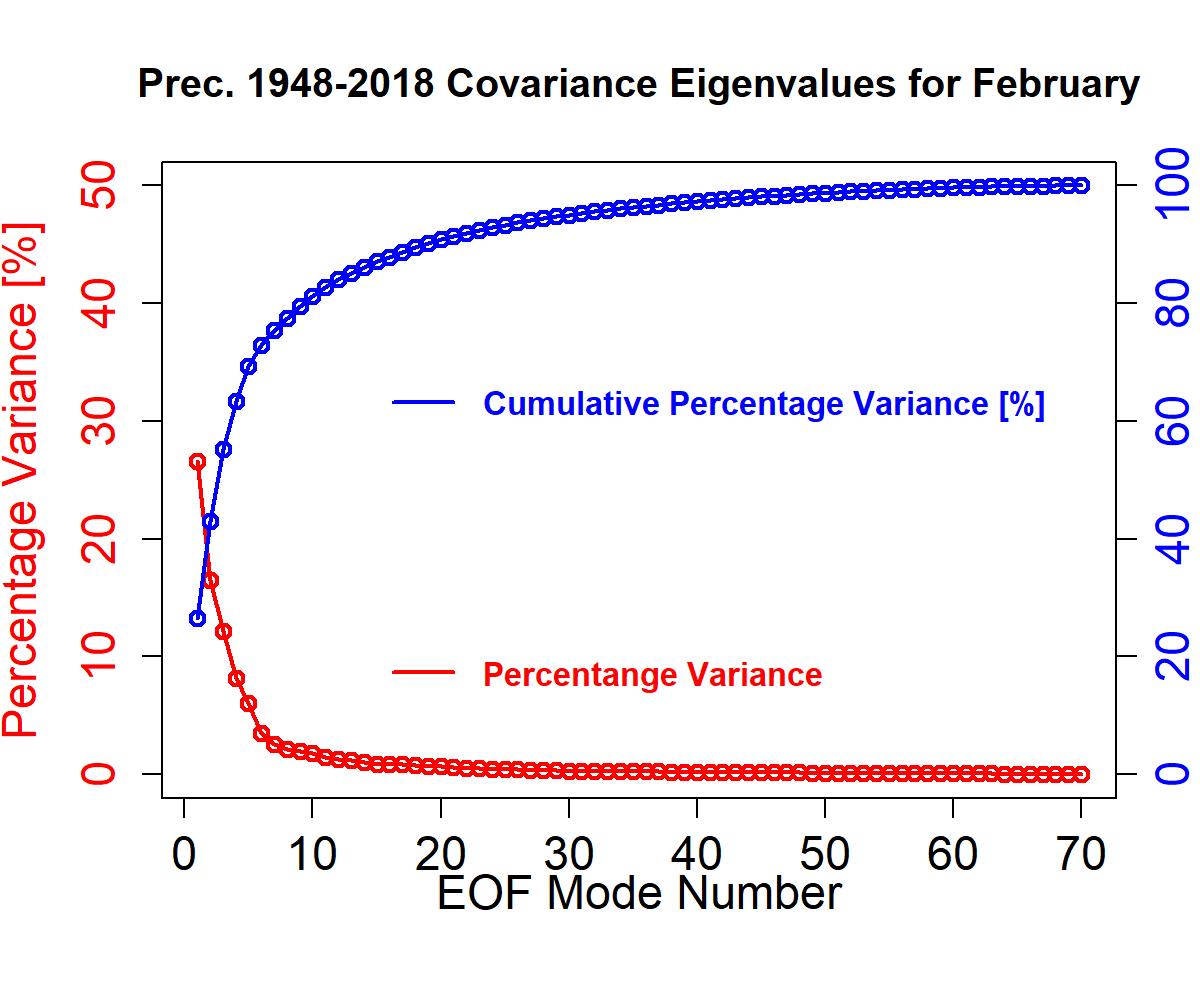 Prec. 1948-2018 Covariance Eigenvalues for February
Percentage Variance [%]
50
40
30
20
10
0
100
80
60
40
20
0
Cumulative Percentage Variance [%]
Percentange Variance
0 10 20 30 40 50 60 70
EOF Mode Number